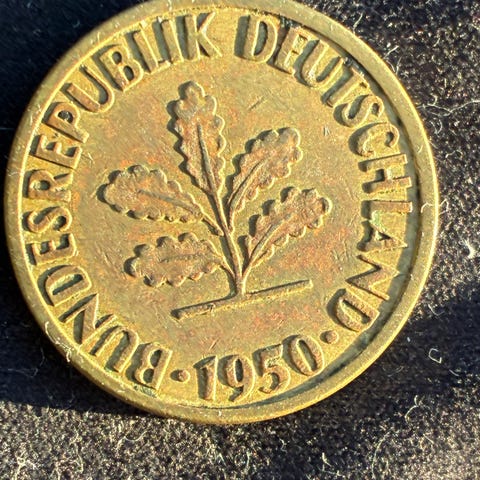 BUNDESREPUBLIK DEUTSCHLAND
· 1950 ·